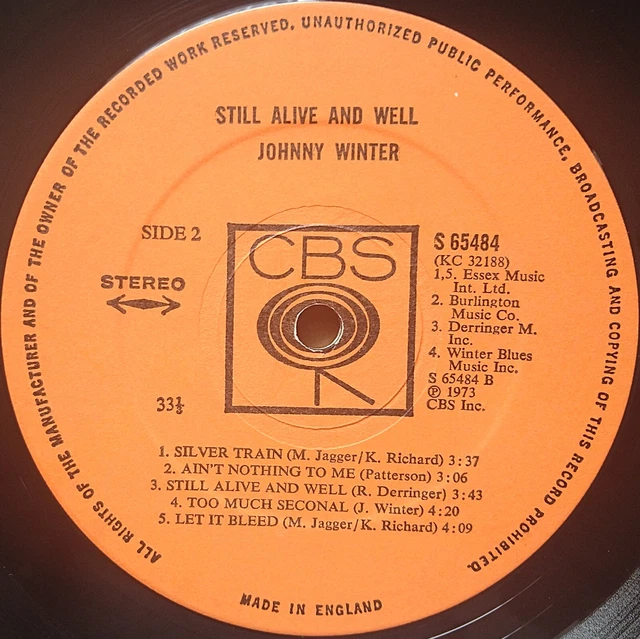 ALL RIGHTS OF THE MANUFACTURER AND OF THE OWNER OF THE RECORDED WORK RESERVED. UNAUTHORIZED PUBLIC PERFORMANCE, BROADCASTING AND COPYING OF THIS RECORD PROHIBITED.
STILL ALIVE AND WELL
JOHNNY WINTER
SIDE 2
STEREO
33⅓
CBS
S 65484
(KC 32188)
1,5. Essex Music
Int. Ltd.
2. Burlington
Music Co.
3. Derringer M.
Inc.
4. Winter Blues
Music Inc.
S 65484 B
℗ 1973
CBS Inc.
1. SILVER TRAIN (M. Jagger/K. Richard) 3:37
2. AIN'T NOTHING TO ME (Patterson) 3:06
3. STILL ALIVE AND WELL (R. Derringer) 3:43
4. TOO MUCH SECONAL (J. Winter) 4:20
5. LET IT BLEED (M. Jagger/K. Richard) 4:09
MADE IN ENGLAND